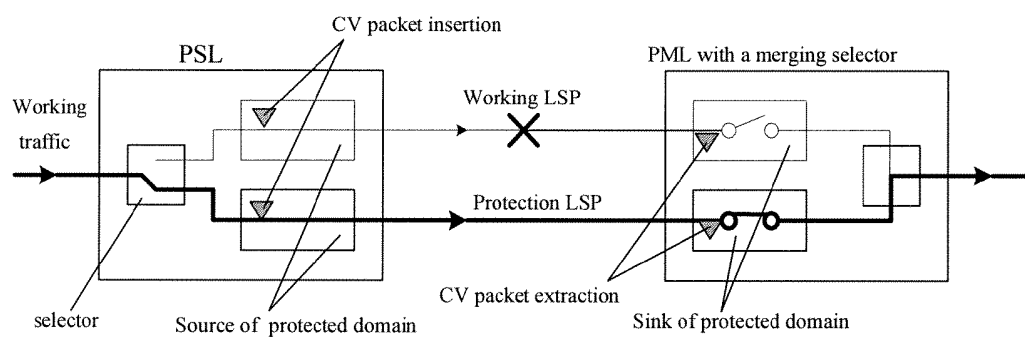 CV packet insertion
PSL
PML with a merging selector
Working
traffic
Working LSP
Protection LSP
selector
Source of protected domain
CV packet extraction
Sink of protected domain